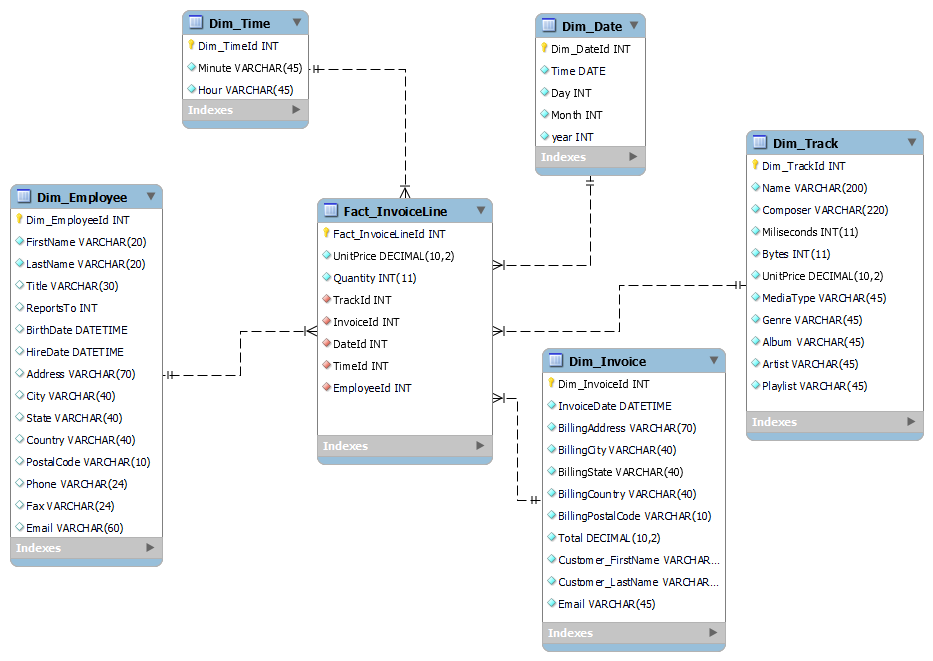 Dim_Time
Dim_TimeId INT
Minute VARCHAR(45)
Hour VARCHAR(45)
Indexes
Dim_Date
Dim_DateId INT
Time DATE
Day INT
Month INT
year INT
Indexes
Dim_Track
Dim_TrackId INT
Name VARCHAR(200)
Composer VARCHAR(220)
Miliseconds INT(11)
Bytes INT(11)
UnitPrice DECIMAL(10,2)
MediaType VARCHAR(45)
Genre VARCHAR(45)
Album VARCHAR(45)
Artist VARCHAR(45)
Playlist VARCHAR(45)
Indexes
Dim_Employee
Dim_EmployeeId INT
FirstName VARCHAR(20)
LastName VARCHAR(20)
Title VARCHAR(30)
ReportsTo INT
BirthDate DATETIME
HireDate DATETIME
Address VARCHAR(70)
City VARCHAR(40)
State VARCHAR(40)
Country VARCHAR(40)
PostalCode VARCHAR(10)
Phone VARCHAR(24)
Fax VARCHAR(24)
Email VARCHAR(60)
Indexes
Fact_InvoiceLine
Fact_InvoiceLineId INT
UnitPrice DECIMAL(10,2)
Quantity INT(11)
TrackId INT
InvoiceId INT
DateId INT
TimeId INT
EmployeeId INT
Indexes
Dim_Invoice
Dim_InvoiceId INT
InvoiceDate DATETIME
BillingAddress VARCHAR(70)
BillingCity VARCHAR(40)
BillingState VARCHAR(40)
BillingCountry VARCHAR(40)
BillingPostalCode VARCHAR(10)
Total DECIMAL(10,2)
Customer_FirstName VARCHAR...
Customer_LastName VARCHAR...
Email VARCHAR(45)
Indexes